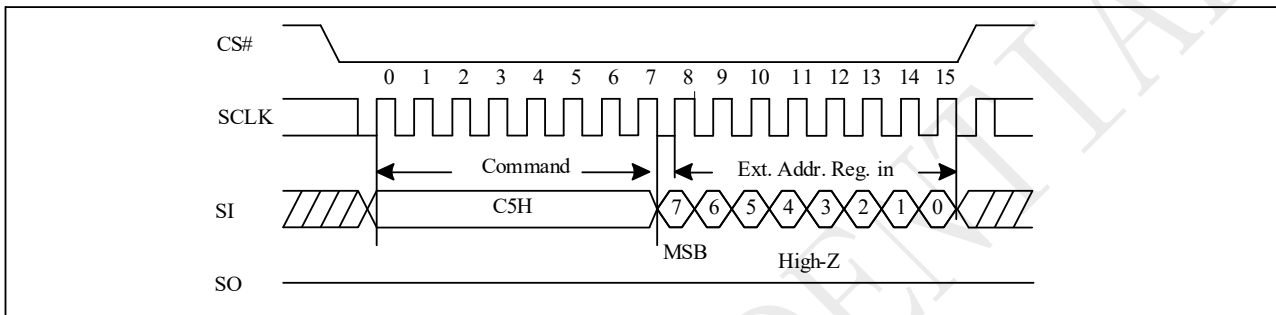 CS#
0 1 2 3 4 5 6 7 8 9 10 11 12 13 14 15
SCLK
Command Ext. Addr. Reg. in
SI C5H 7 6 5 4 3 2 1 0
MSB High-Z
SO